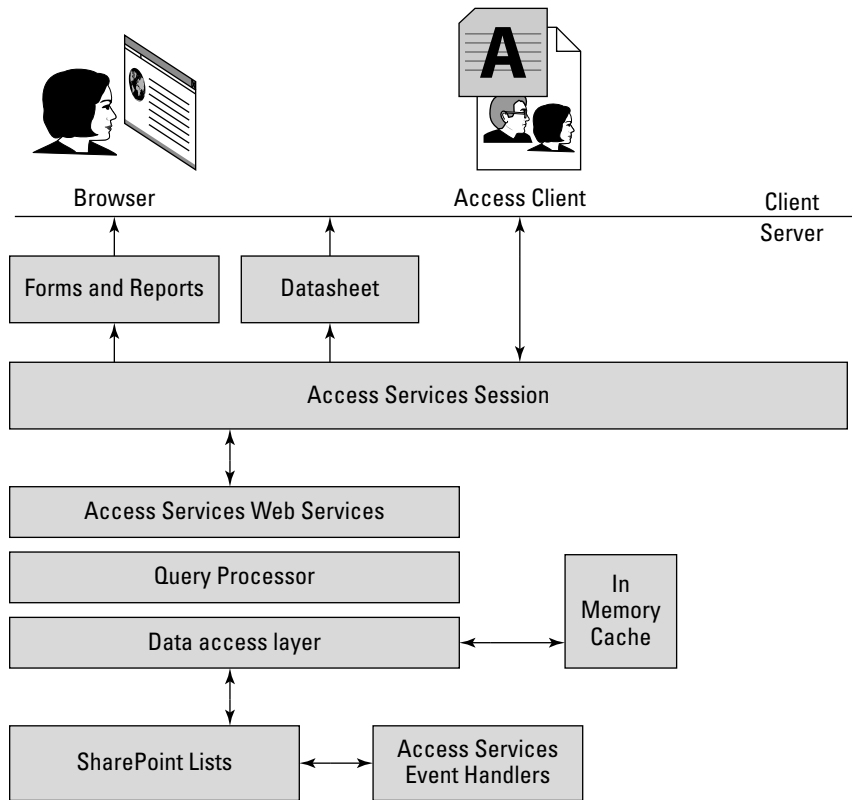 A
Browser
Access Client
Client
Server
Forms and Reports
Datasheet
Access Services Session
Access Services Web Services
Query Processor
In
Memory
Cache
Data access layer
SharePoint Lists
Access Services
Event Handlers